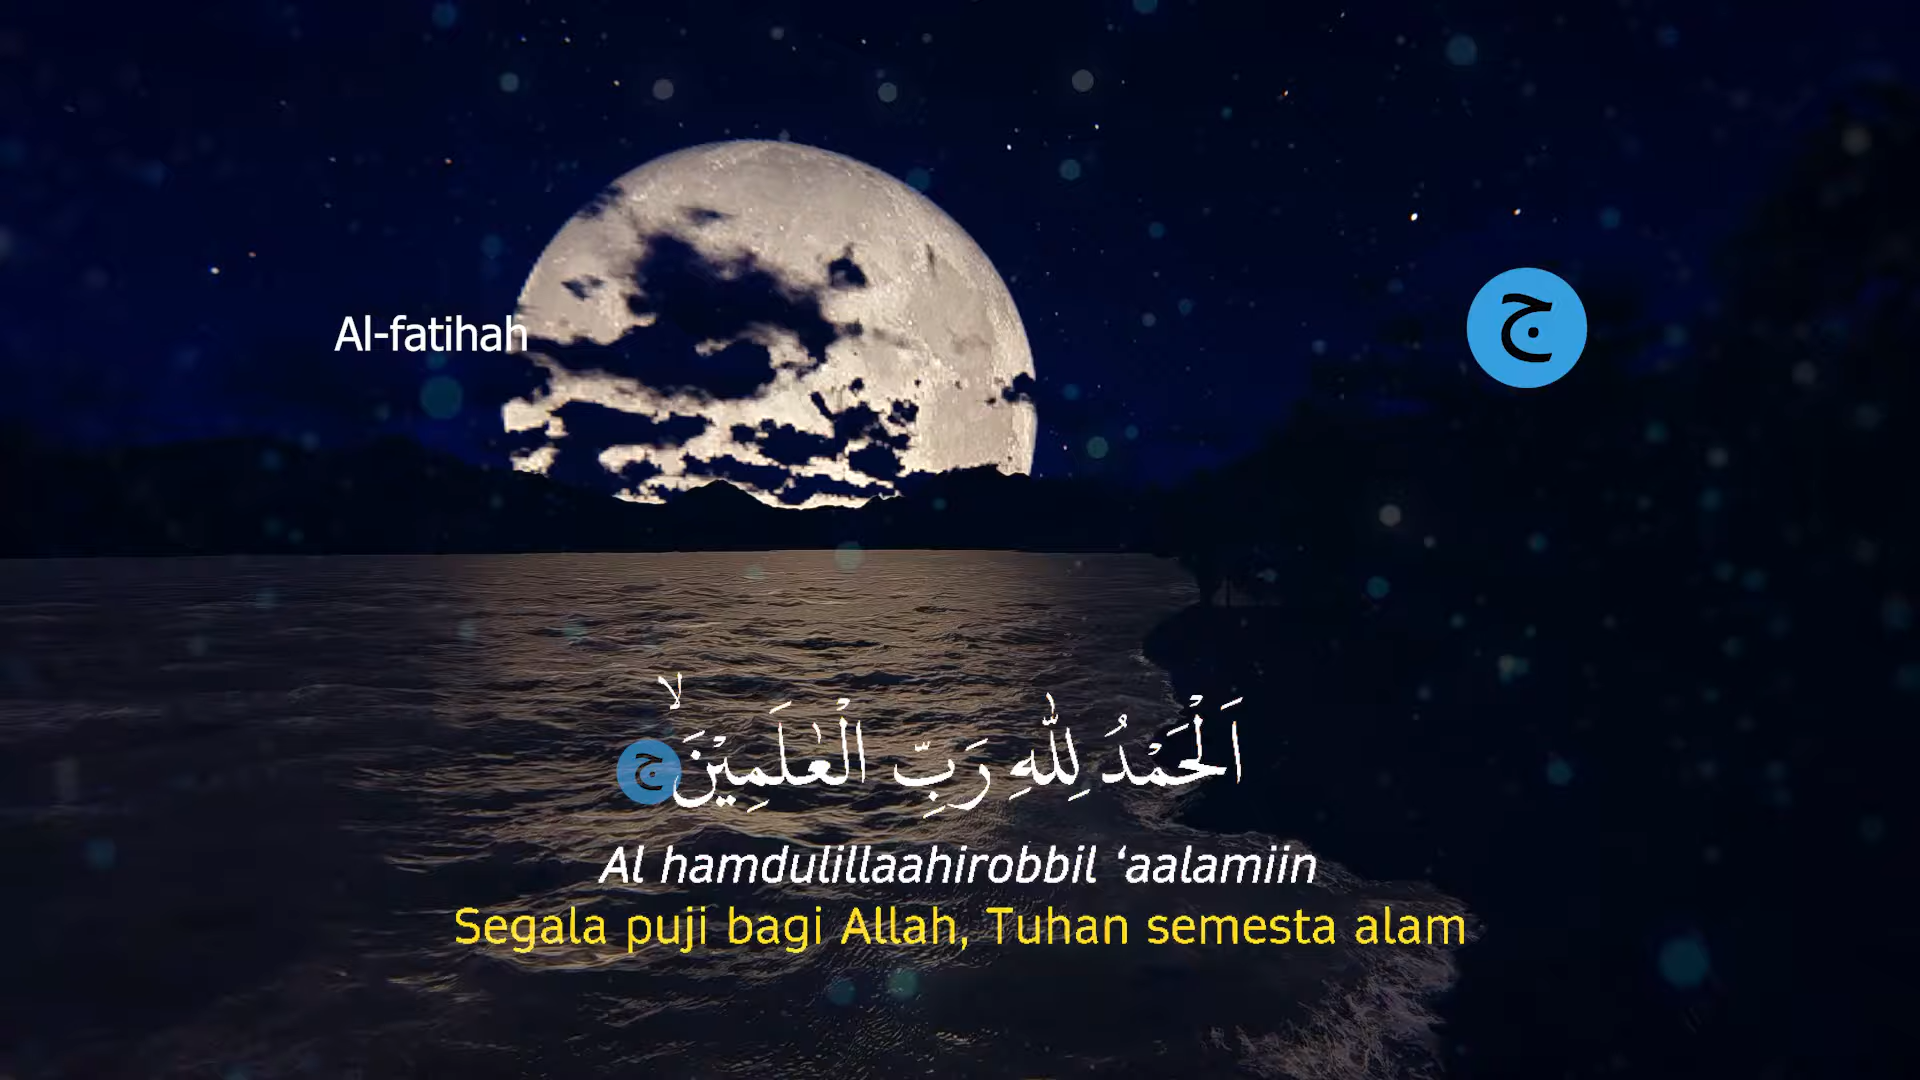 Al-fatihah
ج
اَلْحَمْدُ لِلّٰهِ رَبِّ الْعٰلَمِيْنَۙ ج
Al hamdulillaahirobbil ‘aalamiin
Segala puji bagi Allah, Tuhan semesta alam